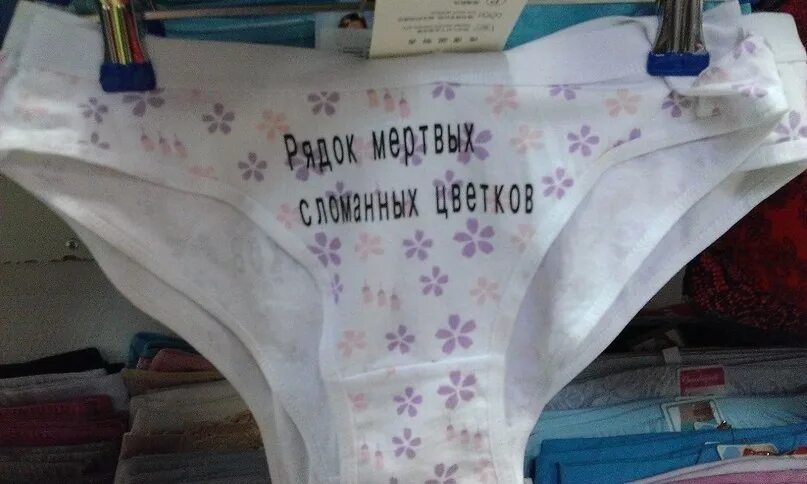 Рядок мертвых
сломанных цветков